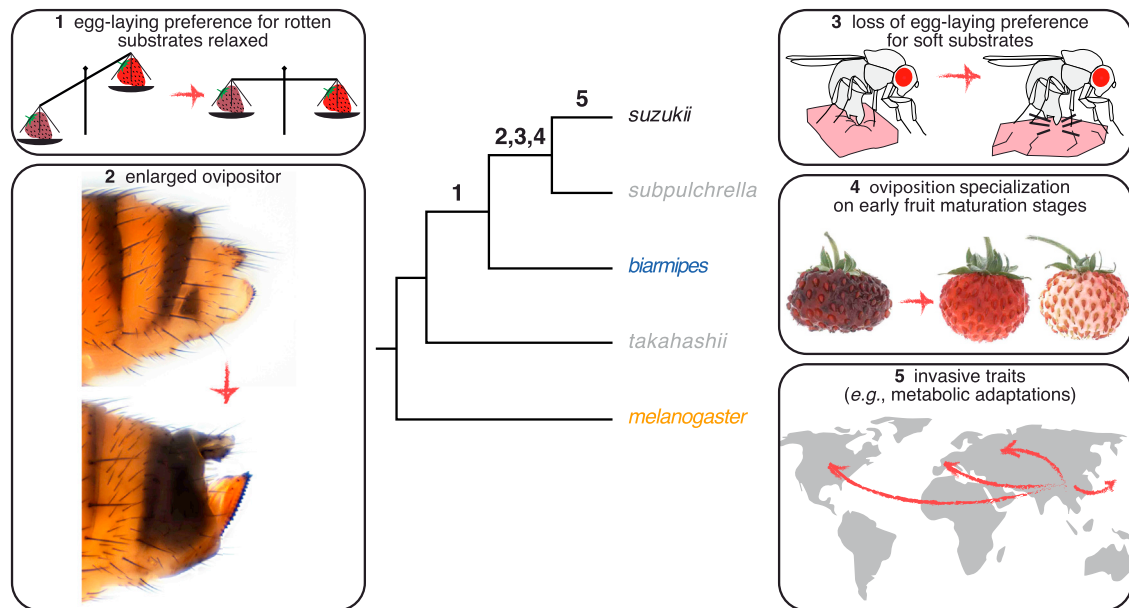 1 egg-laying preference for rotten
substrates relaxed
2 enlarged ovipositor
5
2,3,4
1
suzukii
subpulchrella
biarmipes
takahashii
melanogaster
3 loss of egg-laying preference
for soft substrates
4 oviposition specialization
on early fruit maturation stages
5 invasive traits
(e.g., metabolic adaptations)